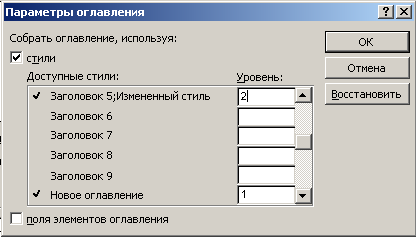 Параметры оглавления
Собрать оглавление, используя:
стили
Доступные стили: Уровень:
Заголовок 5;Измененный стиль 2
Заголовок 6
Заголовок 7
Заголовок 8
Заголовок 9
Новое оглавление 1
поля элементов оглавления
ОК
Отмена
Восстановить